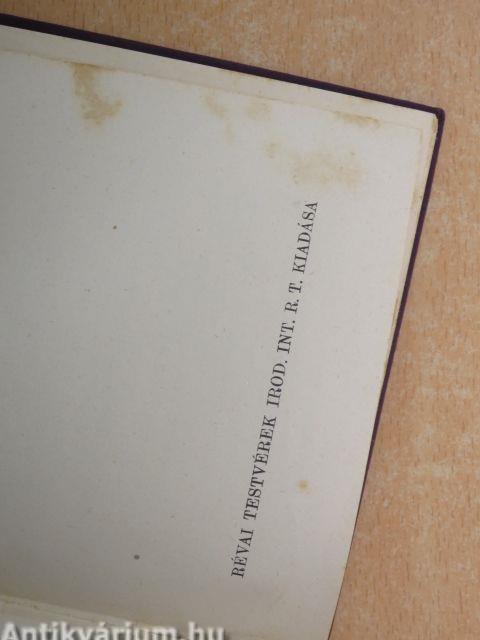 RÉVAI TESTVÉREK IROD. INT. R. T. KIADÁSA
Antikvárium.hu